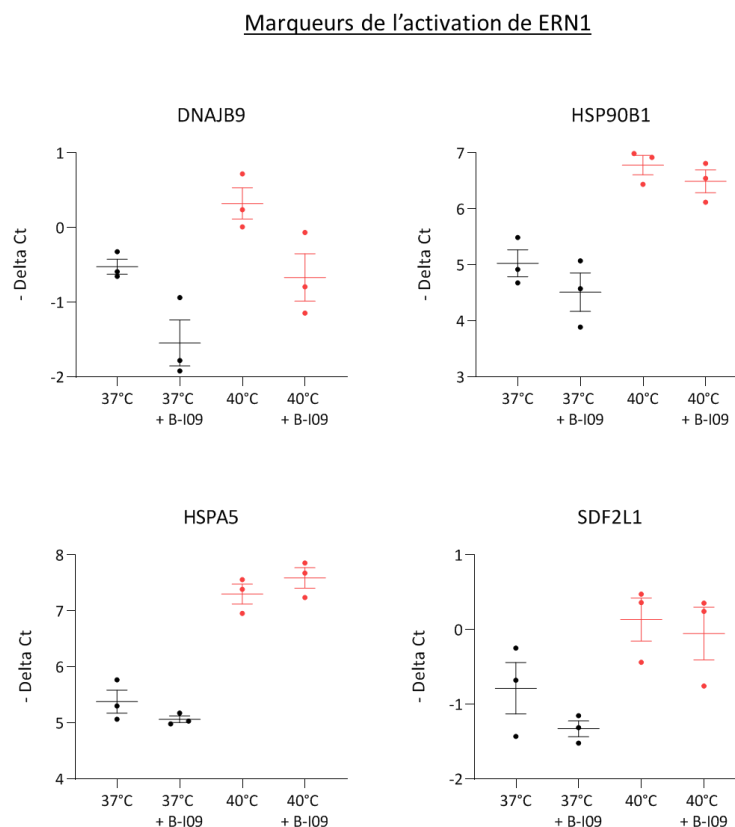 Marqueurs de l’activation de ERN1
DNAJB9
- Delta Ct
1
0
-1
-2
37°C
37°C
+ B-I09
40°C
40°C
+ B-I09
HSP90B1
- Delta Ct
7
6
5
4
3
37°C
37°C
+ B-I09
40°C
40°C
+ B-I09
HSPA5
- Delta Ct
8
7
6
5
4
37°C
37°C
+ B-I09
40°C
40°C
+ B-I09
SDF2L1
- Delta Ct
1
0
-1
-2
37°C
37°C
+ B-I09
40°C
40°C
+ B-I09